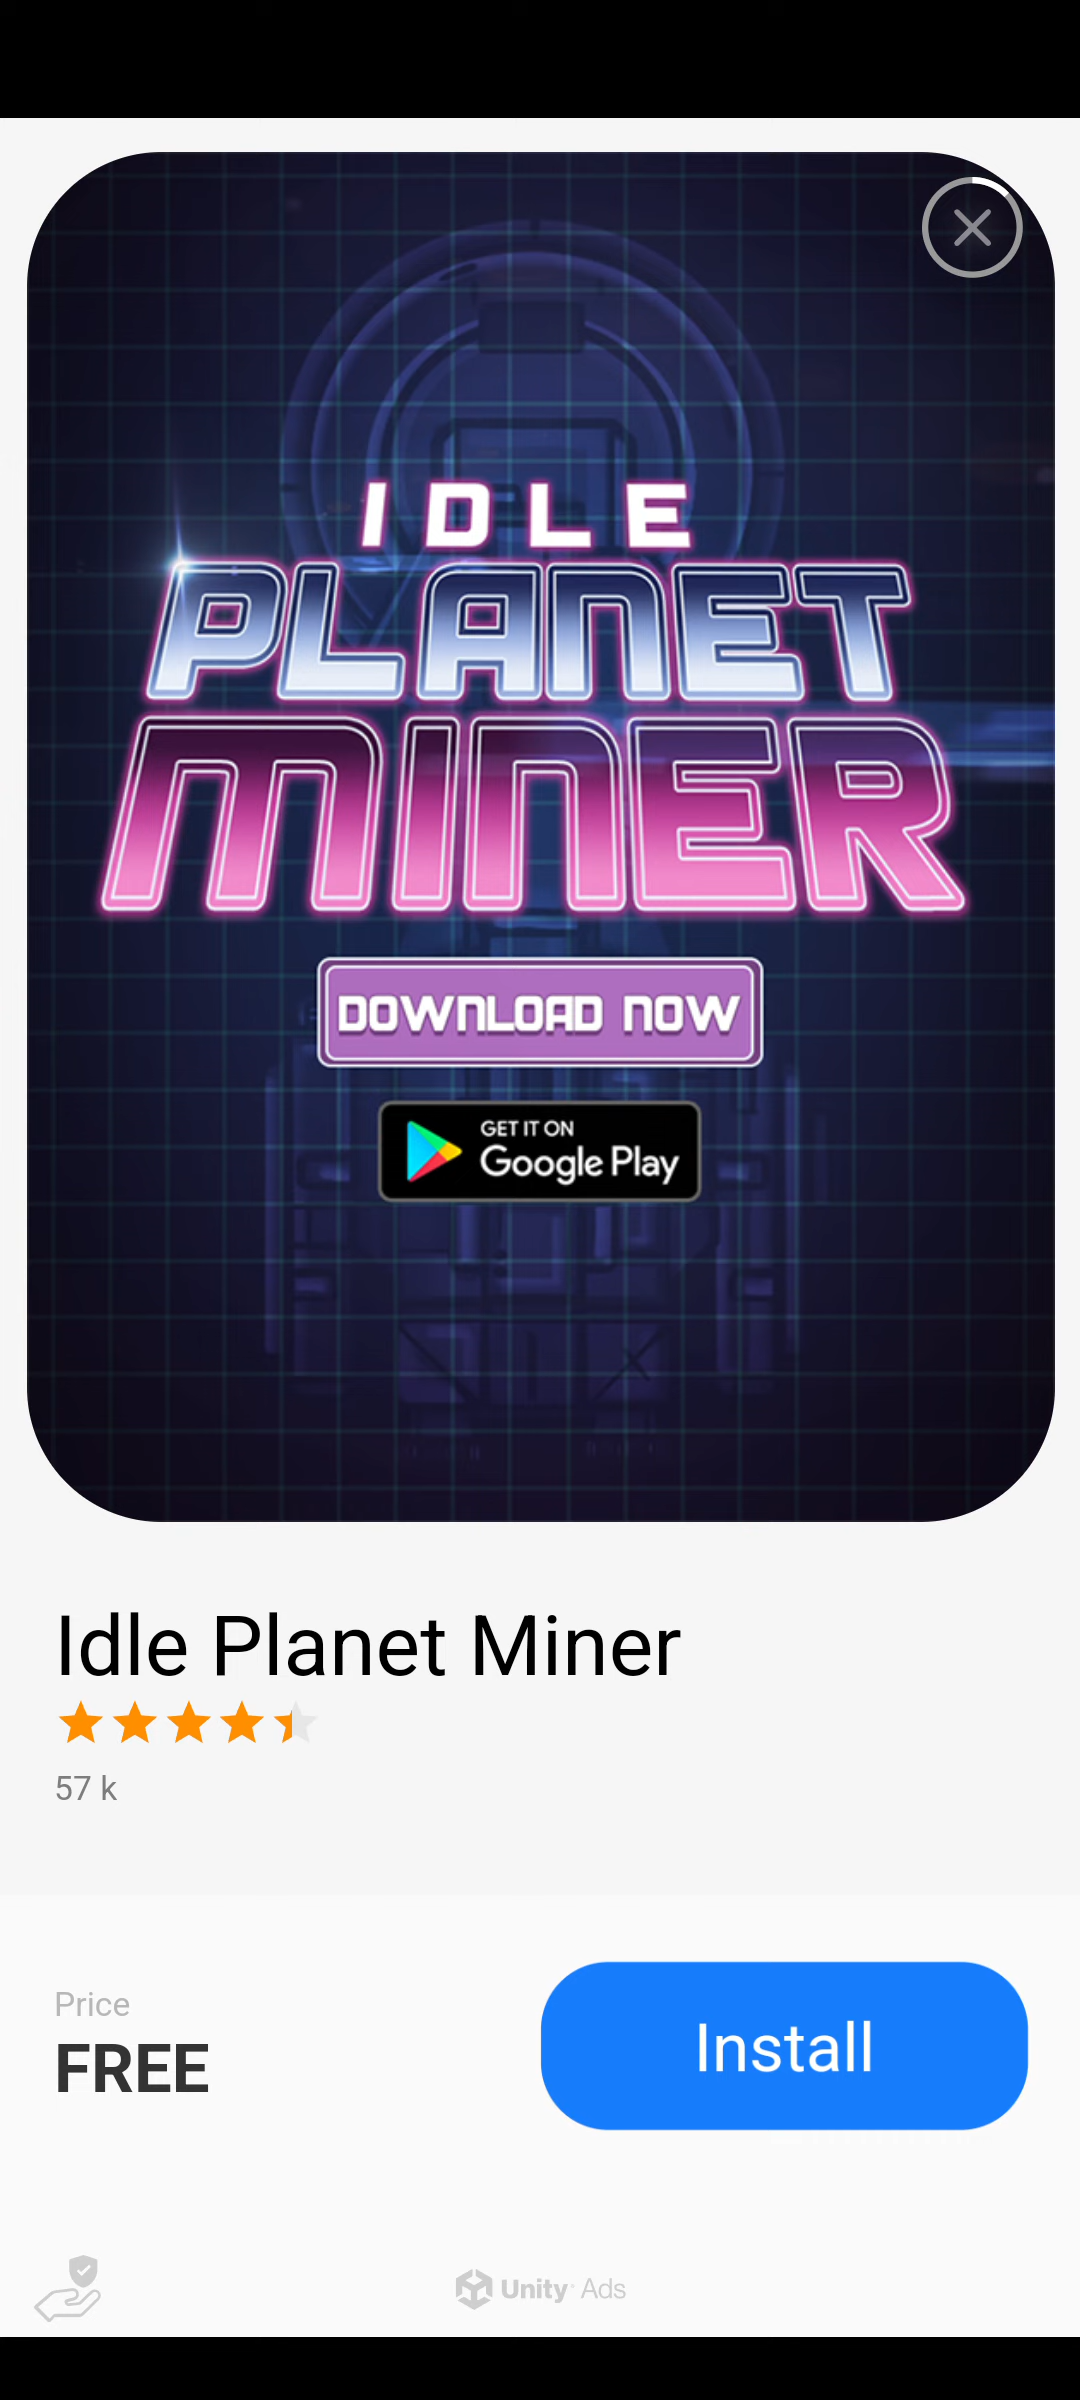 IDLE
PLANET
MINER
DOWNLOAD NOW
GET IT ON
Google Play
Idle Planet Miner
57 k
Price
FREE
Install
Unity Ads